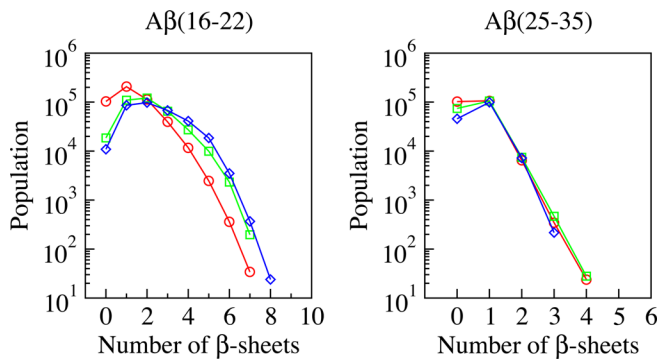 Aβ(16-22)
Aβ(25-35)
Population
10^6
10^5
10^4
10^3
10^2
10^1
0 2 4 6 8 10
Number of β-sheets
Population
10^6
10^5
10^4
10^3
10^2
10^1
0 1 2 3 4 5 6
Number of β-sheets